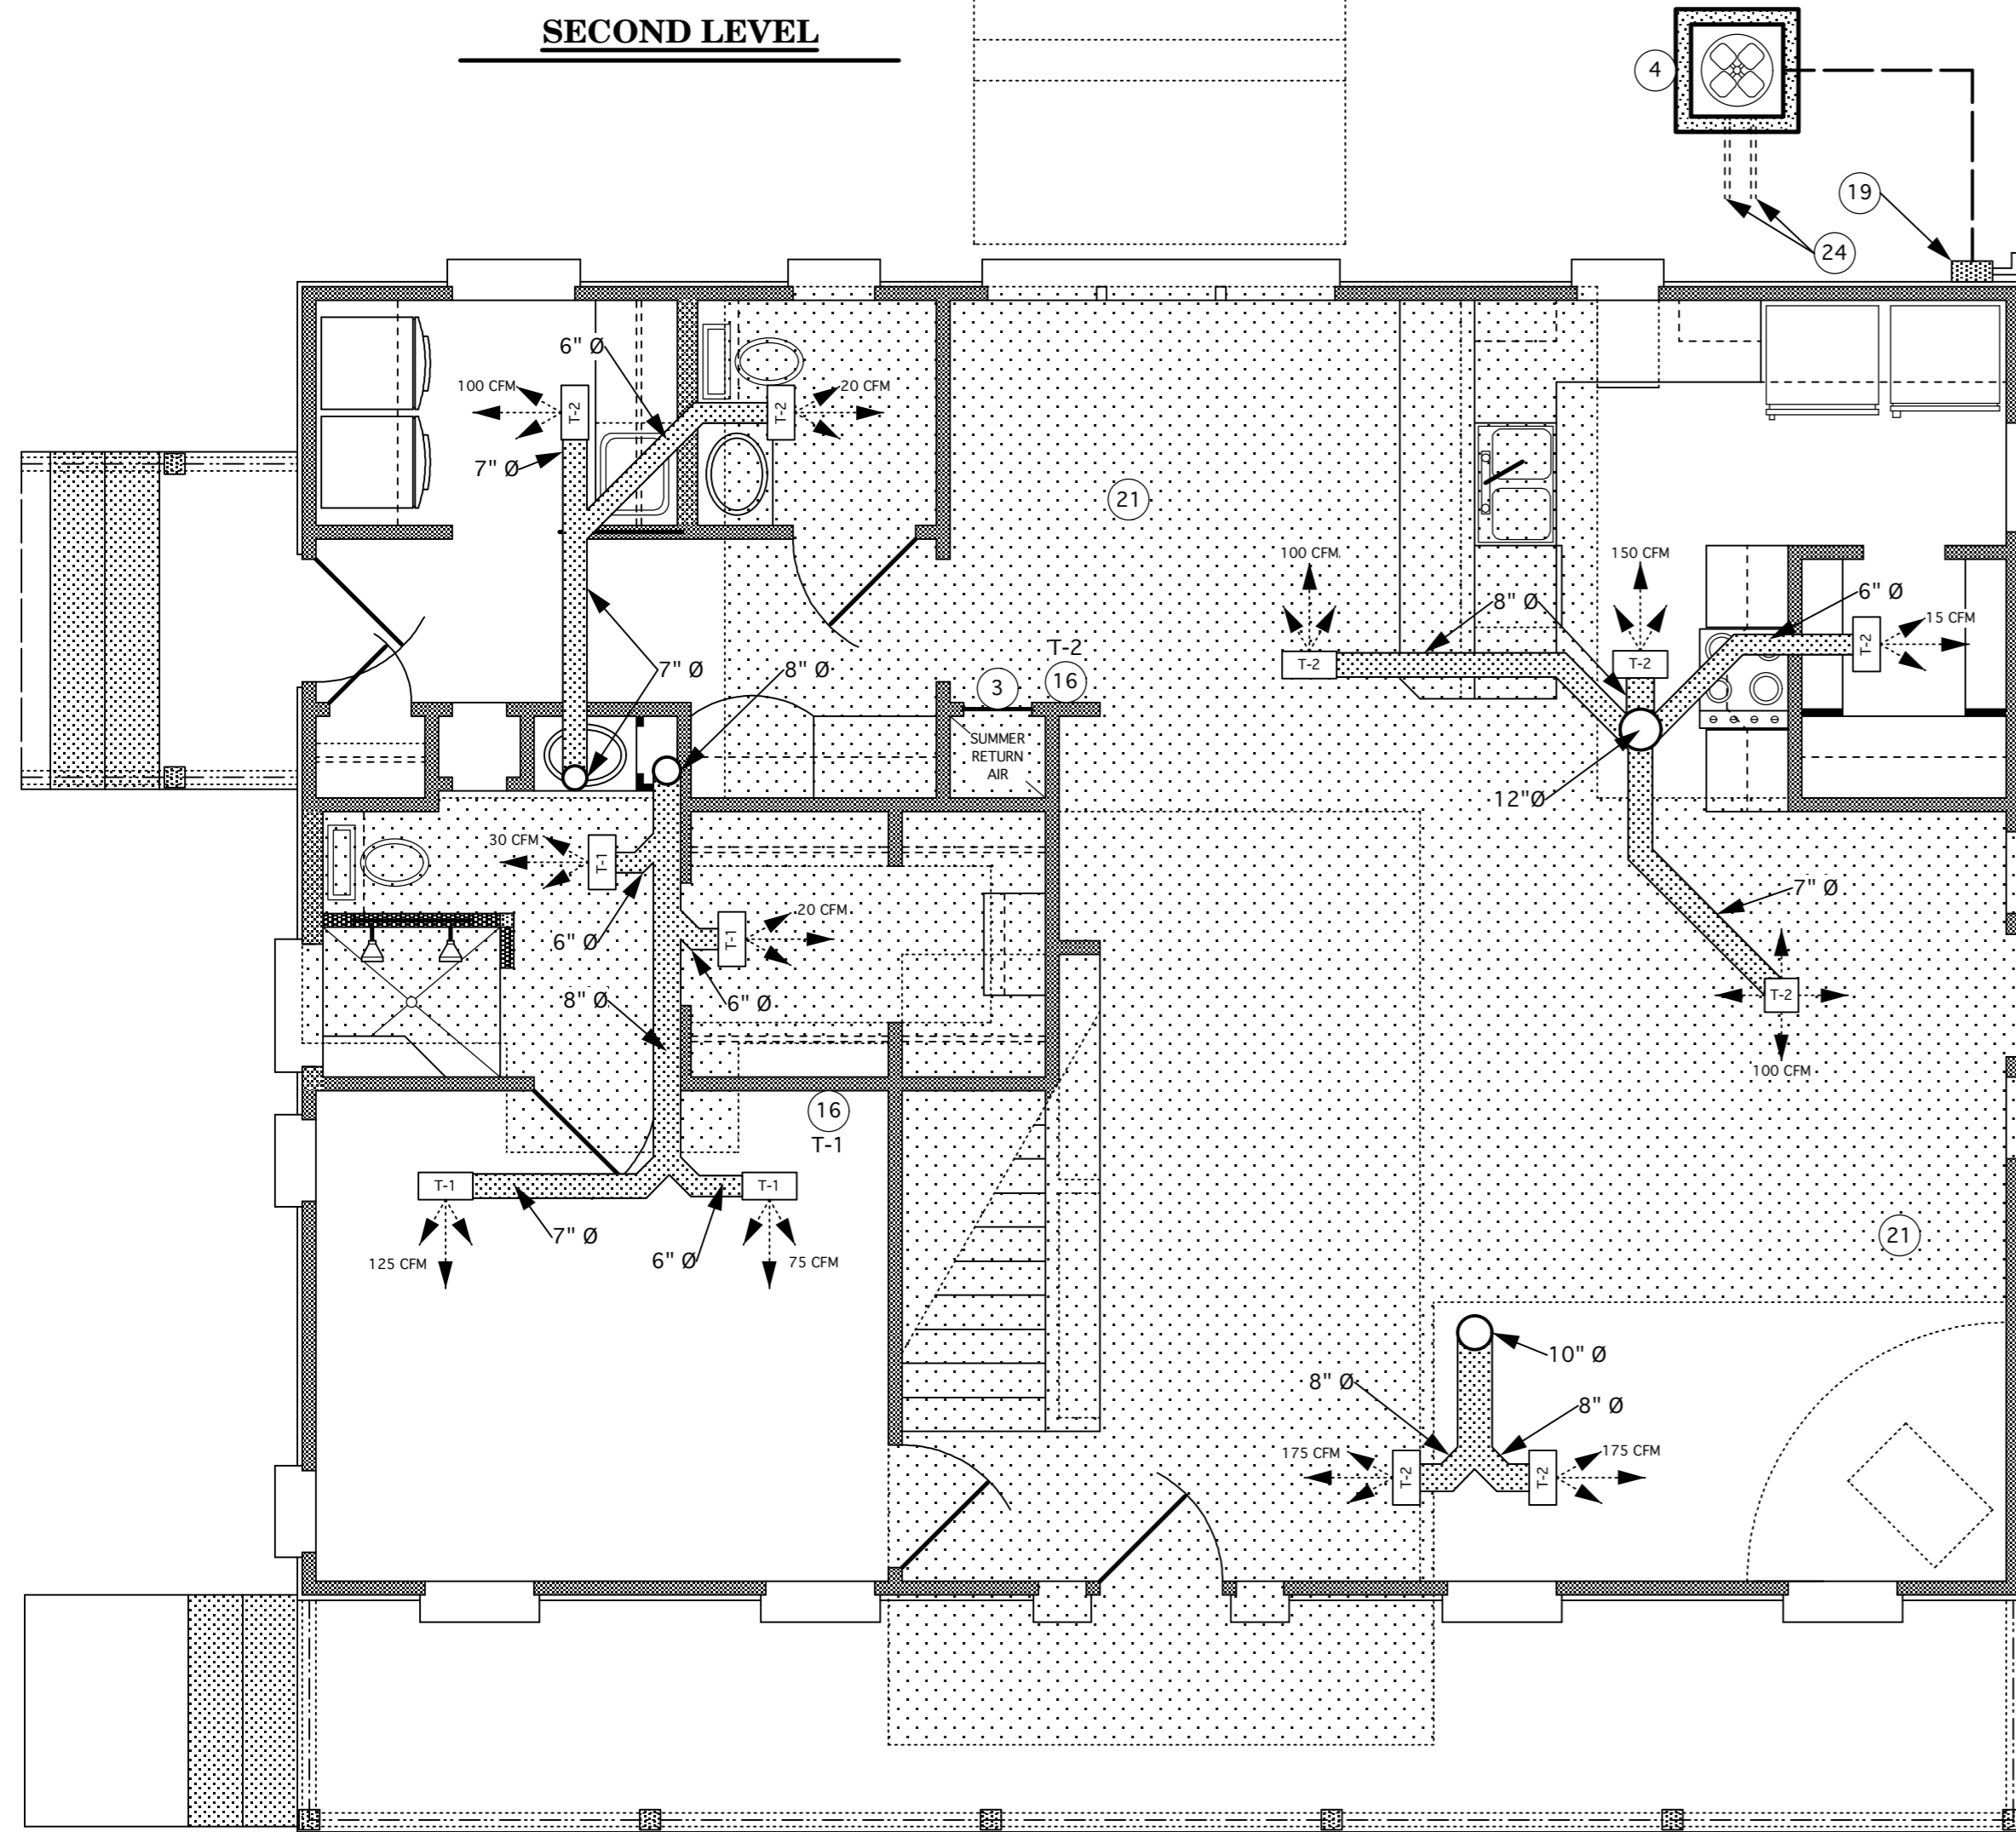 SECOND LEVEL
4
19
24
6" Ø
100 CFM
T-2
T-2
20 CFM
7" Ø
21
100 CFM
150 CFM
8" Ø
6" Ø
15 CFM
T-2
T-2
T-2
7" Ø
8" Ø
T-2
16
3
SUMMER
RETURN
AIR
12"Ø
30 CFM
T-1
6" Ø
20 CFM
T-1
7" Ø
8" Ø
6" Ø
T-2
100 CFM
16
T-1
T-1
T-1
7" Ø
6" Ø
125 CFM
75 CFM
21
10" Ø
8" Ø
8" Ø
175 CFM
T-2
T-2
175 CFM